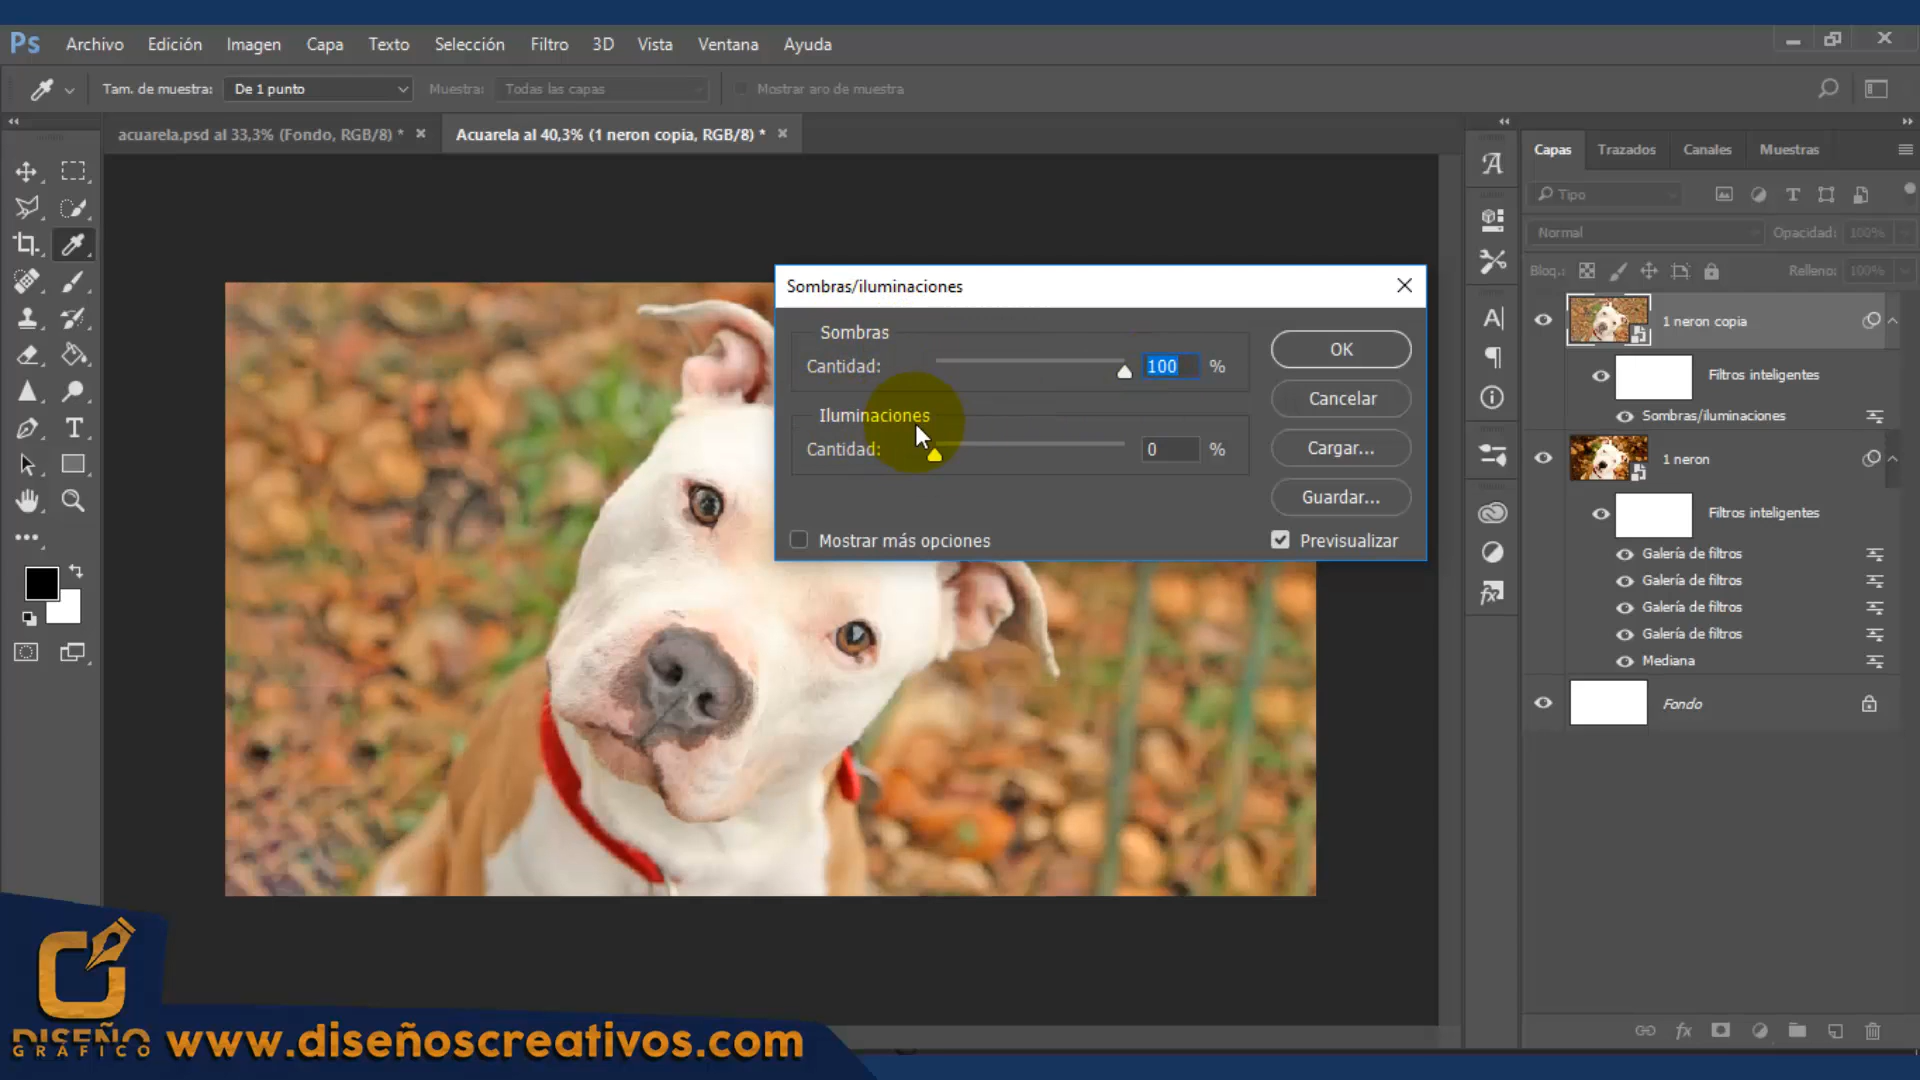 Ps Archivo Edición Imagen Capa Texto Selección Filtro 3D Vista Ventana Ayuda
Tam. de muestra: De 1 punto Muestra: Todas las capas Mostrar aro de muestra
acuarela.psd al 33,3% (Fondo, RGB/8) * Acuarela al 40,3% (1 neron copia, RGB/8) *
Capas Trazados Canales Muestras
Tipo
Normal Opacidad: 100%
Bloq.: Relleno: 100%
1 neron copia
Filtros inteligentes
Sombras/iluminaciones
1 neron
Filtros inteligentes
Galería de filtros
Galería de filtros
Galería de filtros
Galería de filtros
Mediana
Fondo
Sombras/iluminaciones
Sombras
Cantidad: 100 %
Iluminaciones
Cantidad: 0 %
OK
Cancelar
Cargar...
Guardar...
Mostrar más opciones
Previsualizar
DISEÑO
GRÁFICO
www.diseñoscreativos.com